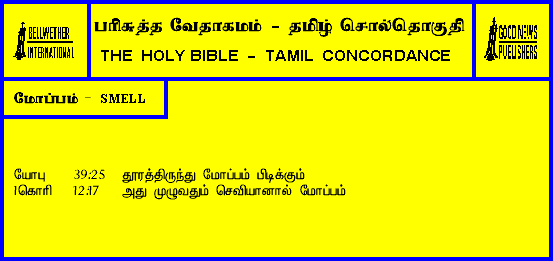 BELLWETHER
INTERNATIONAL
பரிசுத்த வேதாகமம் - தமிழ் சொல்தொகுதி
THE HOLY BIBLE - TAMIL CONCORDANCE
GOOD NEWS
PUBLISHERS
மோப்பம் - SMELL
யோபு 39:25 தூரத்திருந்து மோப்பம் பிடிக்கும்
1கொரி 12:17 அது முழுவதும் செவியானால் மோப்பம்